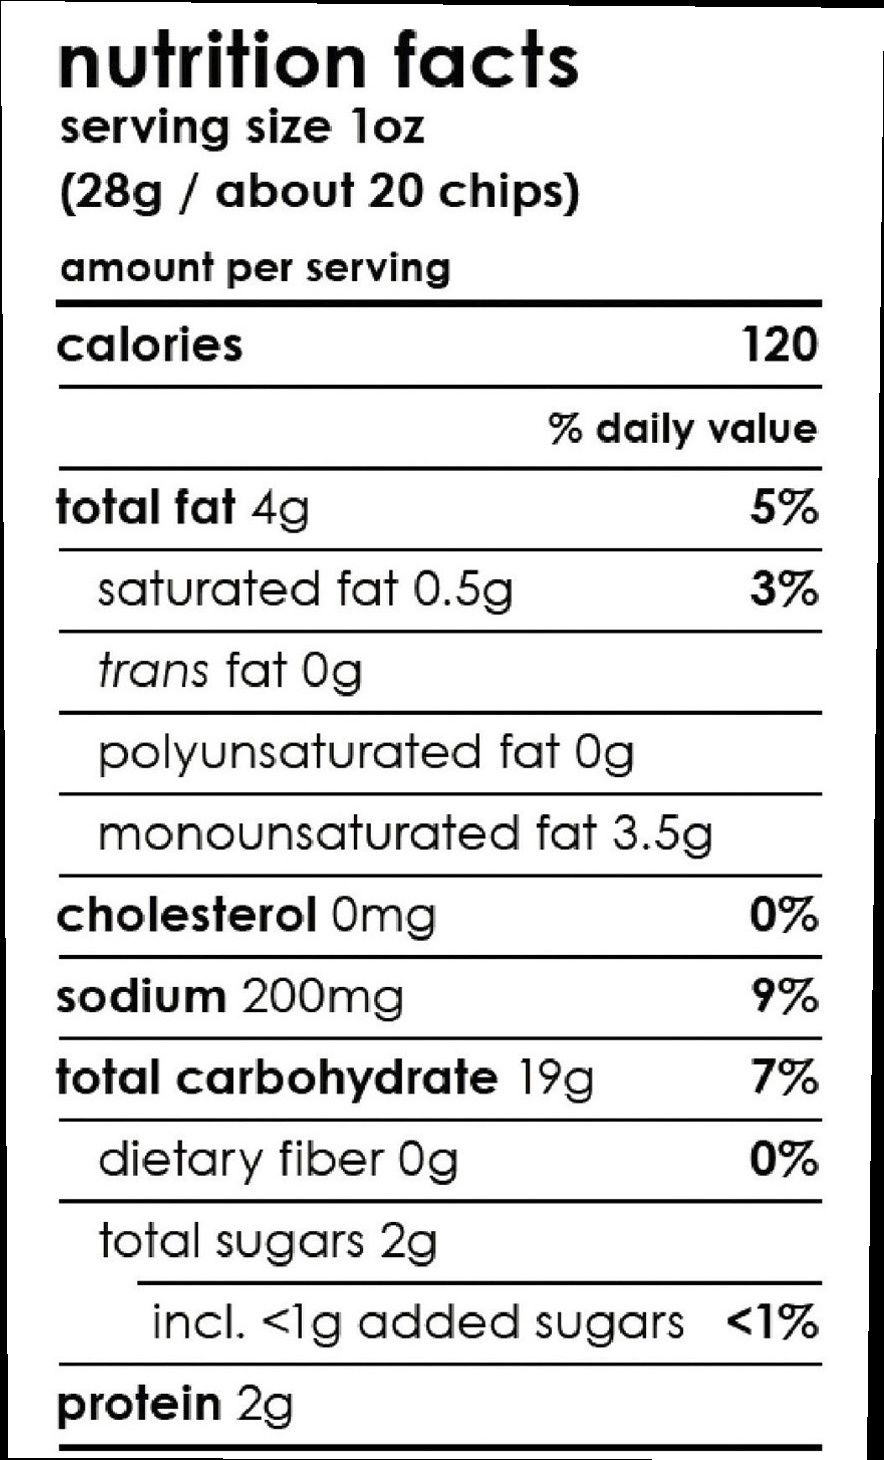 nutrition facts
serving size 1oz
(28g / about 20 chips)
amount per serving
calories 120
% daily value
total fat 4g 5%
saturated fat 0.5g 3%
trans fat 0g
polyunsaturated fat 0g
monounsaturated fat 3.5g
cholesterol 0mg 0%
sodium 200mg 9%
total carbohydrate 19g 7%
dietary fiber 0g 0%
total sugars 2g
incl. <1g added sugars <1%
protein 2g